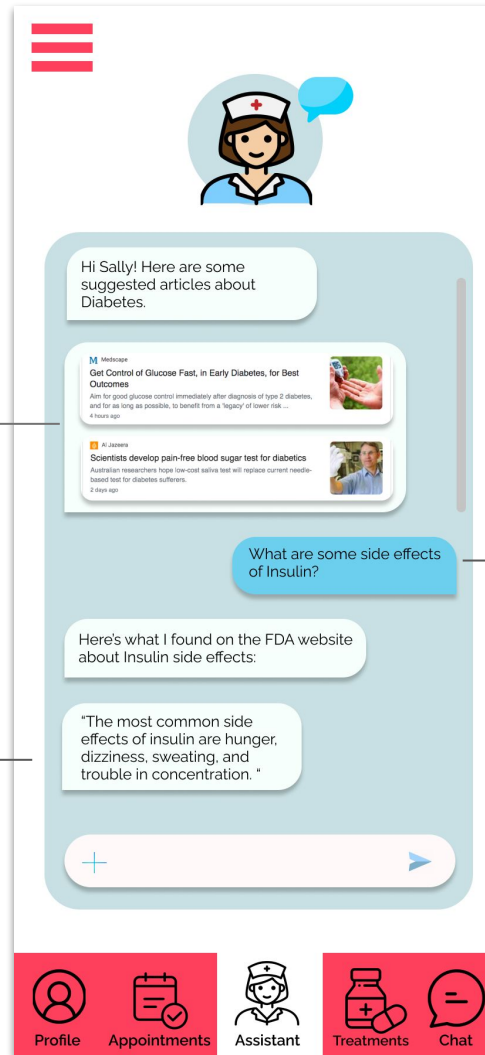 Hi Sally! Here are some
suggested articles about
Diabetes.
M Medscape
Get Control of Glucose Fast, in Early Diabetes, for Best
Outcomes
Aim for good glucose control immediately after diagnosis of type 2 diabetes,
and for as long as possible, to benefit from a 'legacy' of lower risk ...
4 hours ago
Al Jazeera
Scientists develop pain-free blood sugar test for diabetics
Australian researchers hope low-cost saliva test will replace current needle-
based test for diabetes sufferers.
2 days ago
What are some side effects
of Insulin?
Here's what I found on the FDA website
about Insulin side effects:
“The most common side
effects of insulin are hunger,
dizziness, sweating, and
trouble in concentration. “
Profile Appointments Assistant Treatments Chat